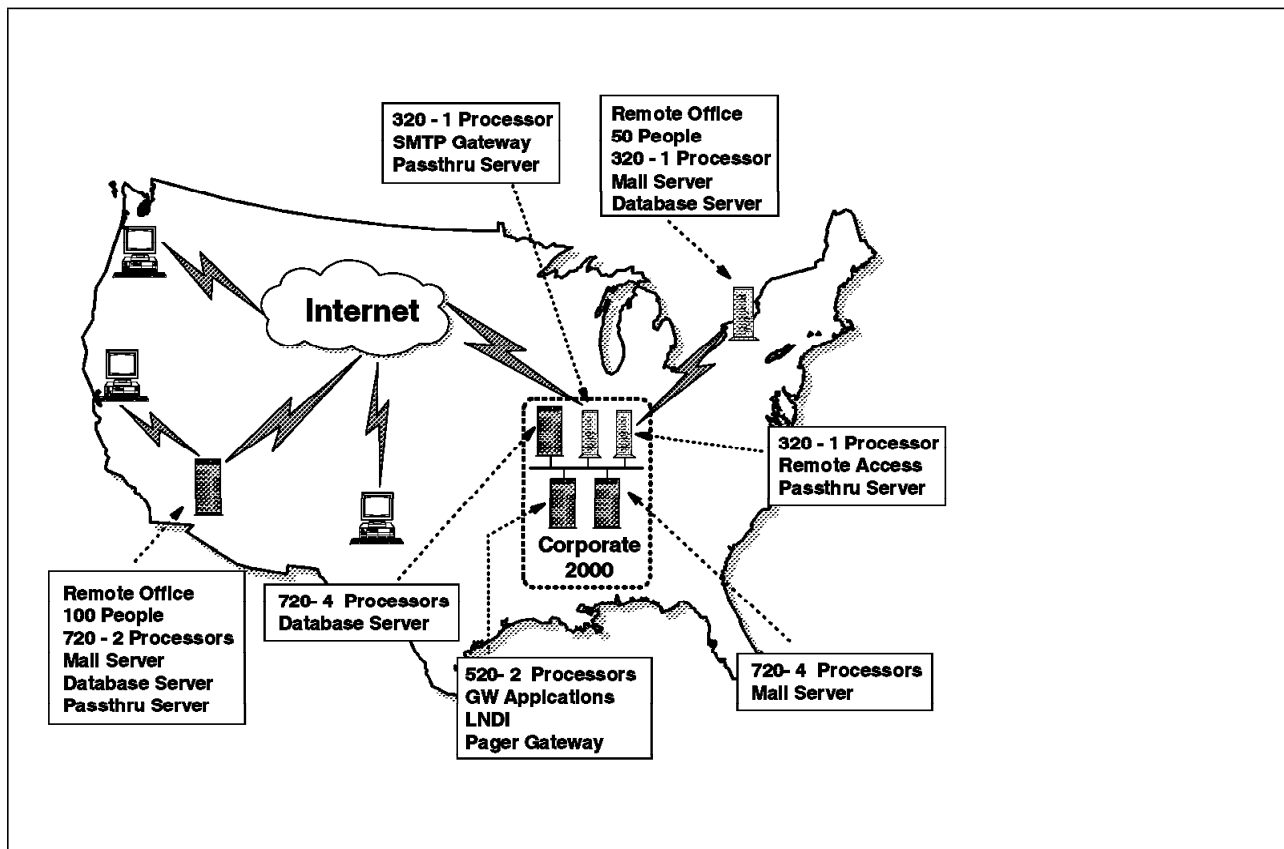 320 - 1 Processor
SMTP Gateway
Passthru Server
Remote Office
50 People
320 - 1 Processor
Mail Server
Database Server
Internet
320 - 1 Processor
Remote Access
Passthru Server
Corporate
2000
Remote Office
100 People
720 - 2 Processors
Mail Server
Database Server
Passthru Server
720- 4 Processors
Database Server
520- 2 Processors
GW Appications
LNDI
Pager Gateway
720- 4 Processors
Mail Server